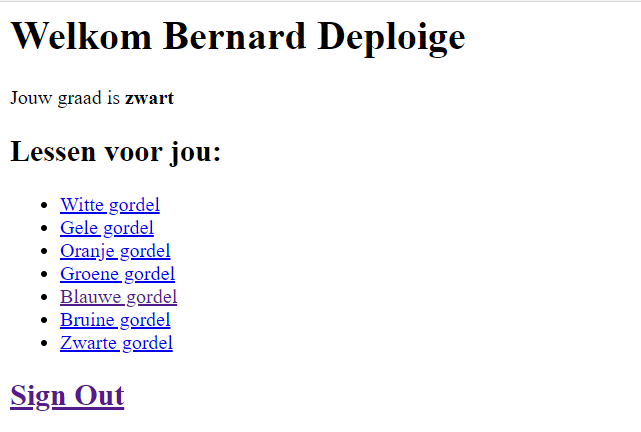 Welkom Bernard Deploige
Jouw graad is zwart
Lessen voor jou:
Witte gordel
Gele gordel
Oranje gordel
Groene gordel
Blauwe gordel
Bruine gordel
Zwarte gordel
Sign Out